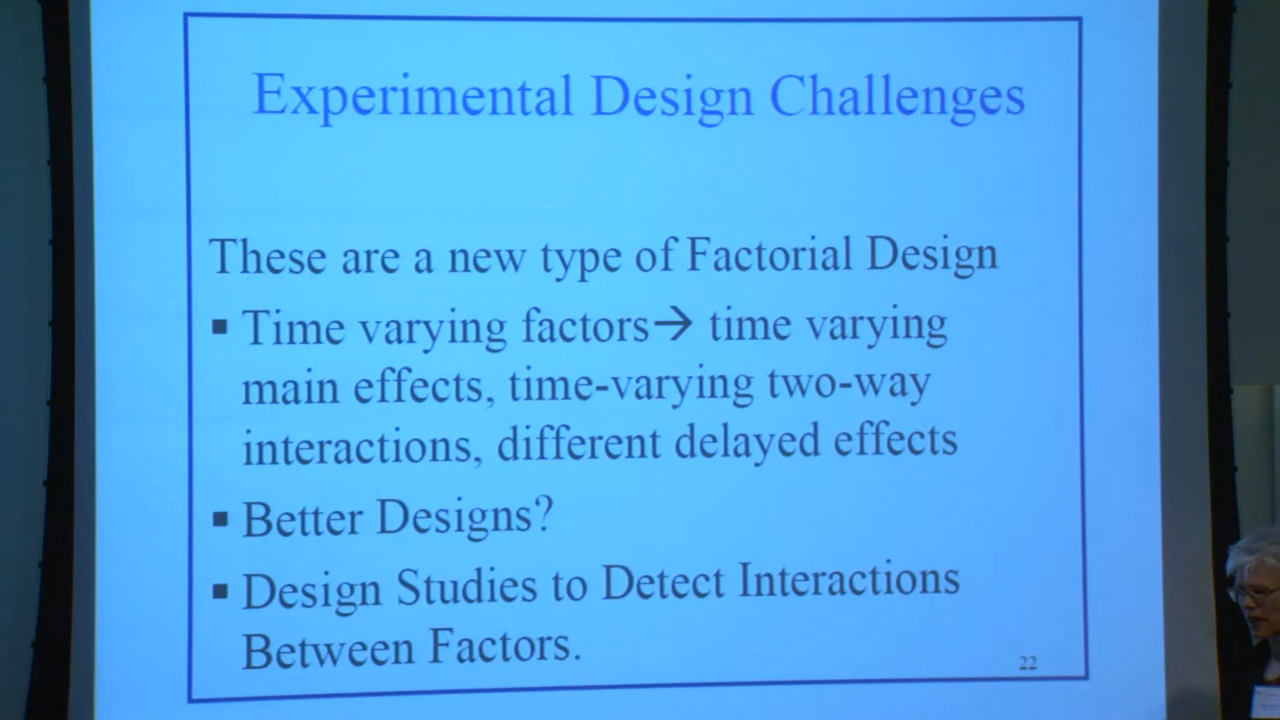 Experimental Design Challenges
These are a new type of Factorial Design
▪ Time varying factors→ time varying
main effects, time-varying two-way
interactions, different delayed effects
▪ Better Designs?
▪ Design Studies to Detect Interactions
Between Factors.
22